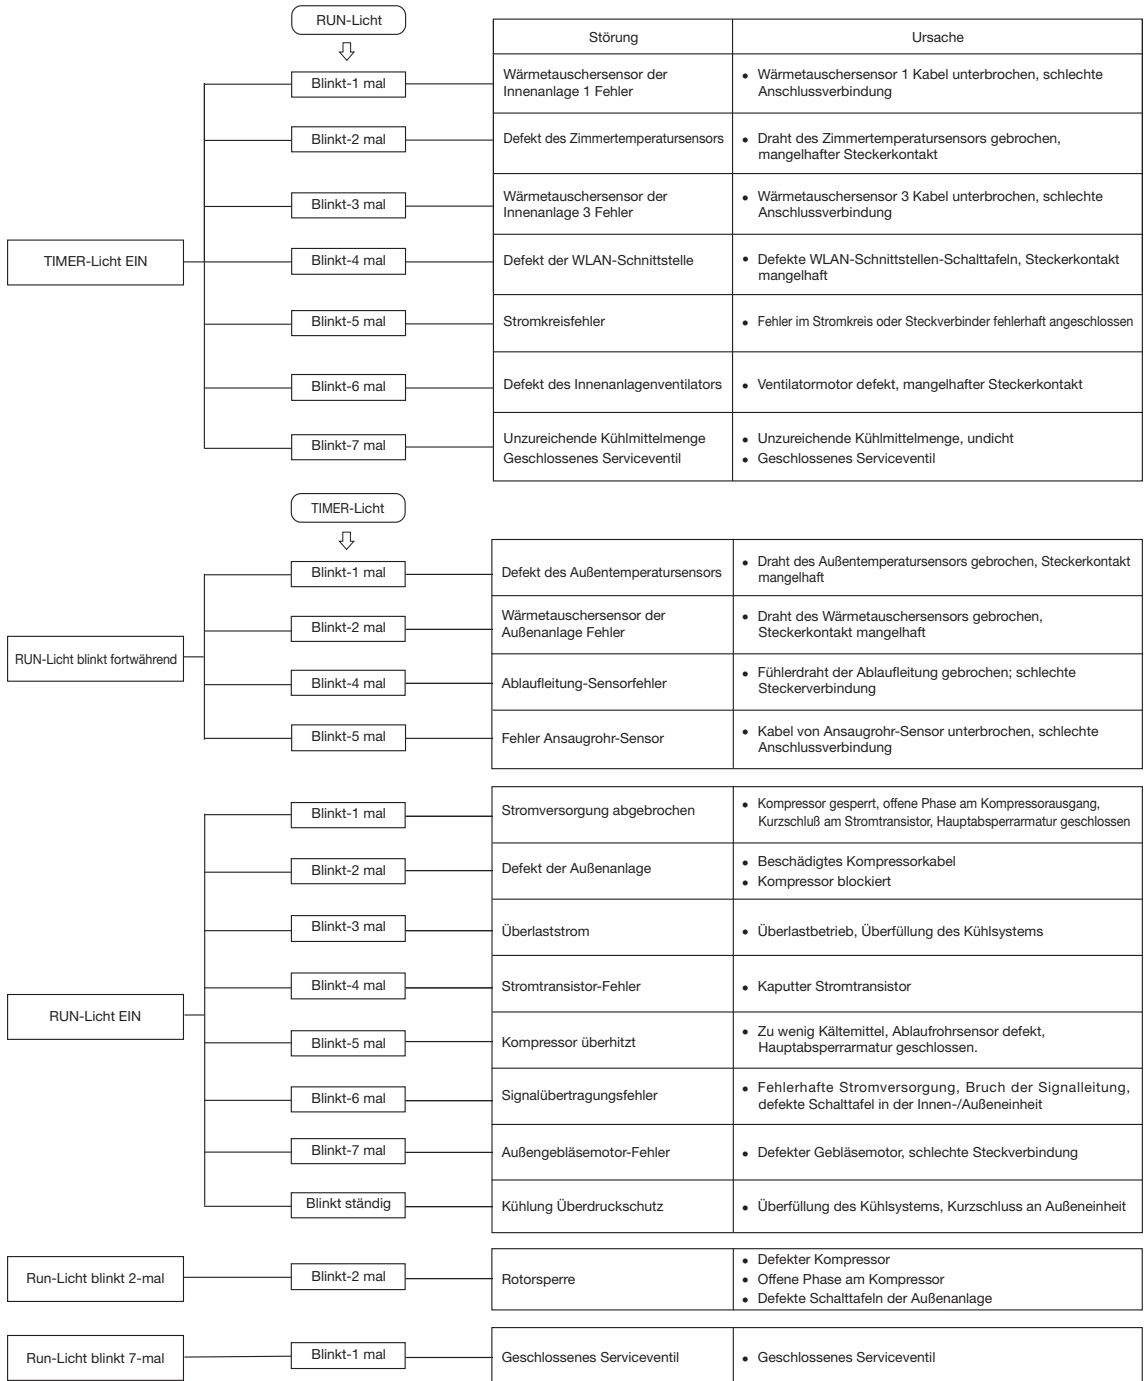 RUN-Licht
Störung
Ursache
Blinkt-1 mal
Wärmetauschersensor der
Innenanlage 1 Fehler
• Wärmetauschersensor 1 Kabel unterbrochen, schlechte
Anschlussverbindung
Blinkt-2 mal
Defekt des Zimmertemperatursensors
• Draht des Zimmertemperatursensors gebrochen,
mangelhafter Steckerkontakt
Blinkt-3 mal
Wärmetauschersensor der
Innenanlage 3 Fehler
• Wärmetauschersensor 3 Kabel unterbrochen, schlechte
Anschlussverbindung
TIMER-Licht EIN
Blinkt-4 mal
Defekt der WLAN-Schnittstelle
• Defekte WLAN-Schnittstellen-Schalttafeln, Steckerkontakt
mangelhaft
Blinkt-5 mal
Stromkreisfehler
• Fehler im Stromkreis oder Steckverbinder fehlerhaft angeschlossen
Blinkt-6 mal
Defekt des Innenanlagenventilators
• Ventilatormotor defekt, mangelhafter Steckerkontakt
Blinkt-7 mal
Unzureichende Kühlmittelmenge
Geschlossenes Serviceventil
• Unzureichende Kühlmittelmenge, undicht
• Geschlossenes Serviceventil
TIMER-Licht
Blinkt-1 mal
Defekt des Außentemperatursensors
• Draht des Außentemperatursensors gebrochen, Steckerkontakt
mangelhaft
Blinkt-2 mal
Wärmetauschersensor der
Außenanlage Fehler
• Draht des Wärmetauschersensors gebrochen,
Steckerkontakt mangelhaft
RUN-Licht blinkt fortwährend
Blinkt-4 mal
Ablaufleitung-Sensorfehler
• Fühlerdraht der Ablaufleitung gebrochen; schlechte
Steckerverbindung
Blinkt-5 mal
Fehler Ansaugrohr-Sensor
• Kabel von Ansaugrohr-Sensor unterbrochen, schlechte
Anschlussverbindung
Blinkt-1 mal
Stromversorgung abgebrochen
• Kompressor gesperrt, offene Phase am Kompressorausgang,
Kurzschluß am Stromtransistor, Hauptabsperrarmatur geschlossen
Blinkt-2 mal
Defekt der Außenanlage
• Beschädigtes Kompressorkabel
• Kompressor blockiert
Blinkt-3 mal
Überlaststrom
• Überlastbetrieb, Überfüllung des Kühlsystems
Blinkt-4 mal
Stromtransistor-Fehler
• Kaputter Stromtransistor
RUN-Licht EIN
Blinkt-5 mal
Kompressor überhitzt
• Zu wenig Kältemittel, Ablaufrohrsensor defekt,
Hauptabsperrarmatur geschlossen.
Blinkt-6 mal
Signalübertragungsfehler
• Fehlerhafte Stromversorgung, Bruch der Signalleitung,
defekte Schalttafel in der Innen-/Außeneinheit
Blinkt-7 mal
Außengebläsemotor-Fehler
• Defekter Gebläsemotor, schlechte Steckverbindung
Blinkt ständig
Kühlung Überdruckschutz
• Überfüllung des Kühlsystems, Kurzschluss an Außeneinheit
Run-Licht blinkt 2-mal
Blinkt-2 mal
Rotorsperre
• Defekter Kompressor
• Offene Phase am Kompressor
• Defekte Schalttafeln der Außenanlage
Run-Licht blinkt 7-mal
Blinkt-1 mal
Geschlossenes Serviceventil
• Geschlossenes Serviceventil